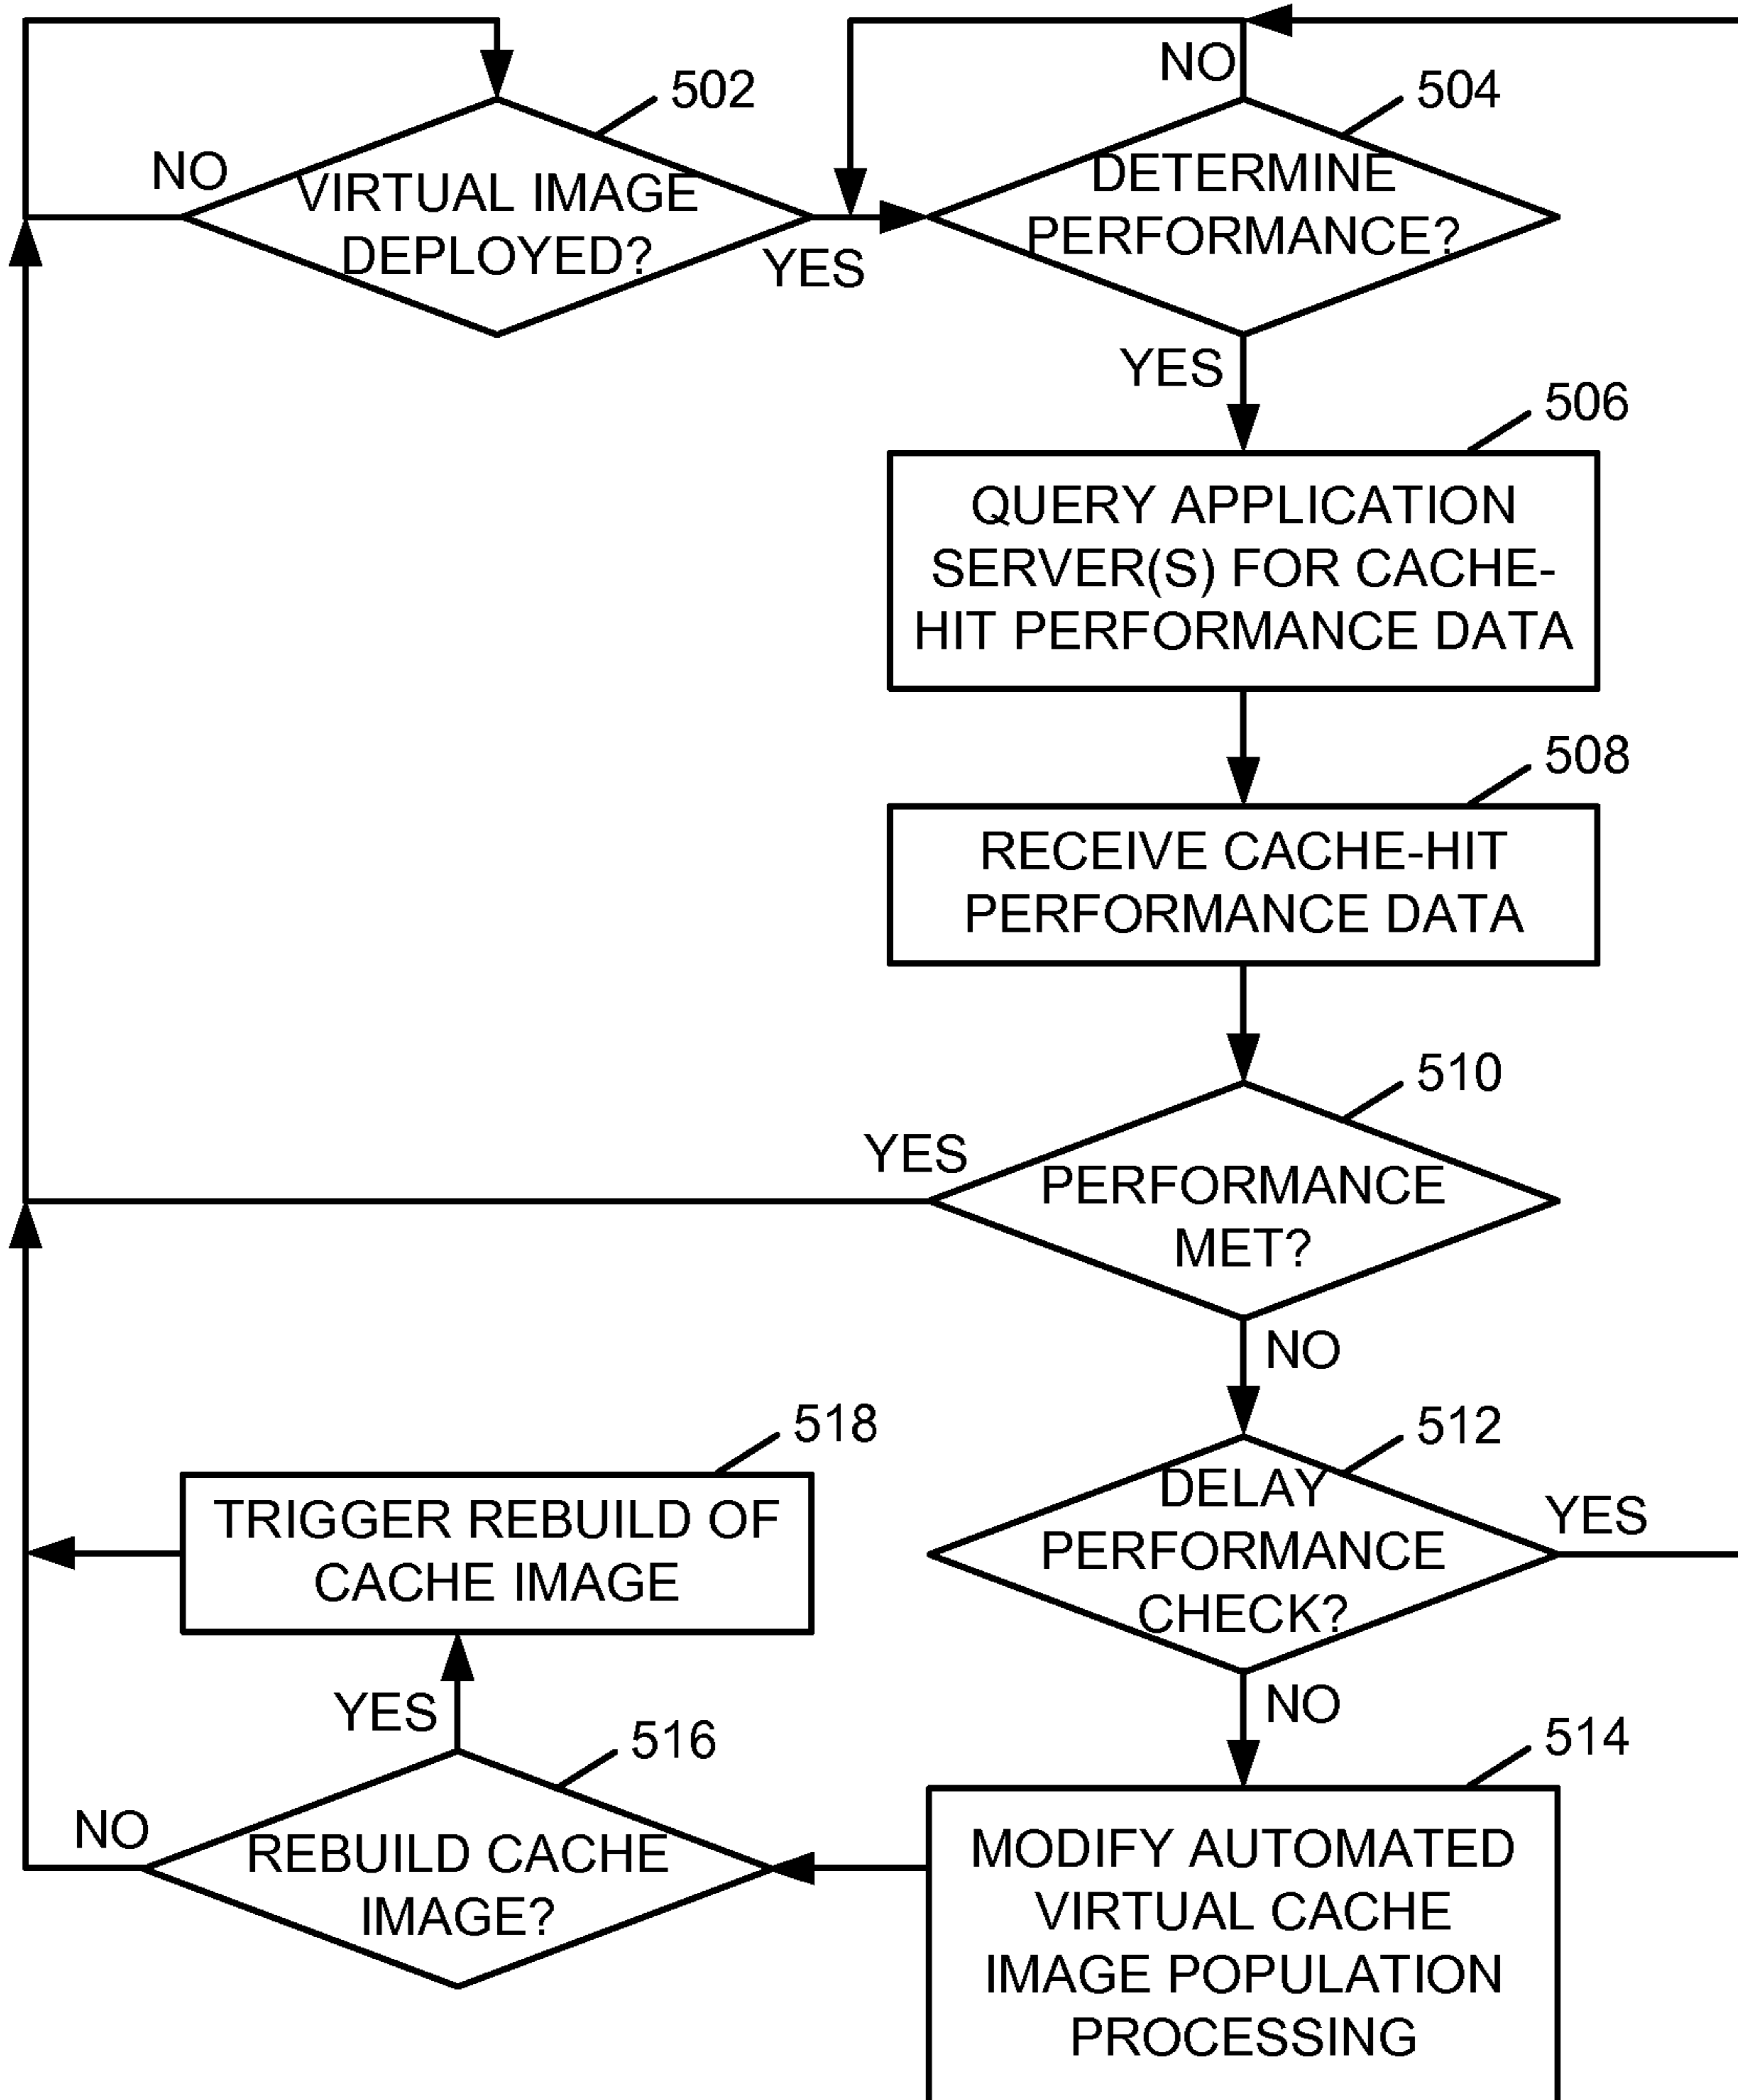 502
NO
VIRTUAL IMAGE
DEPLOYED?
YES
NO
504
DETERMINE
PERFORMANCE?
YES
506
QUERY APPLICATION
SERVER(S) FOR CACHE-
HIT PERFORMANCE DATA
508
RECEIVE CACHE-HIT
PERFORMANCE DATA
510
YES
PERFORMANCE
MET?
NO
512
DELAY
PERFORMANCE
CHECK?
YES
NO
514
MODIFY AUTOMATED
VIRTUAL CACHE
IMAGE POPULATION
PROCESSING
516
REBUILD CACHE
IMAGE?
NO
YES
518
TRIGGER REBUILD OF
CACHE IMAGE